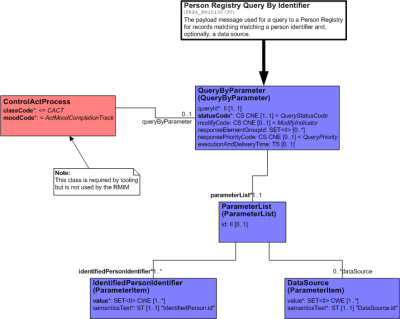 Person Registry Query By Identifier
The payload message used for a query to a Person Registry
for records matching matching a person identifier and,
optionally, a data source.
ControlActProcess
classCode*: <= CACT
moodCode*: < ActMoodCompletionTrack
0..1
queryByParameter
QueryByParameter
(QueryByParameter)
queryId*: II [1..1]
statusCode*: CS CNE [1..1] < QueryStatusCode
modifyCode: CS CNE [0..1] < ModifyIndicator
responseElementGroupId: SET<II> [0..*]
responsePriorityCode: CS CNE [0..1] < QueryPriority
executionAndDeliveryTime: TS [0..1]
Note:
This class is required by tooling
but is not used by the RMIM
parameterList* 1..1
ParameterList
(ParameterList)
id: II [0..1]
identifiedPersonIdentifier* 1..*
0..* dataSource
IdentifiedPersonIdentifier
(ParameterItem)
value*: SET<II> CWE [1..*]
semanticsText*: ST [1..1] "IdentifiedPerson.id"
DataSource
(ParameterItem)
value*: SET<II> CWE [1..*]
semanticsText*: ST [1..1] "DataSource.id"